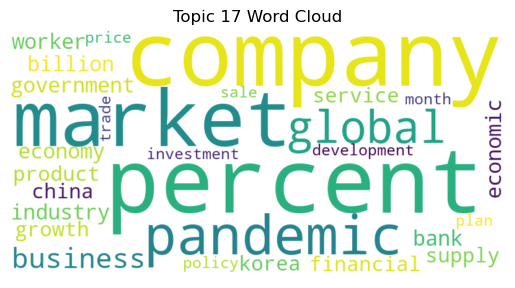 Topic 17 Word Cloud
worker price company
billion
government sale service month
market trade global economic
economy investment development
product percent
china
industry pandemic plan
growth bank
business policy korea financial supply